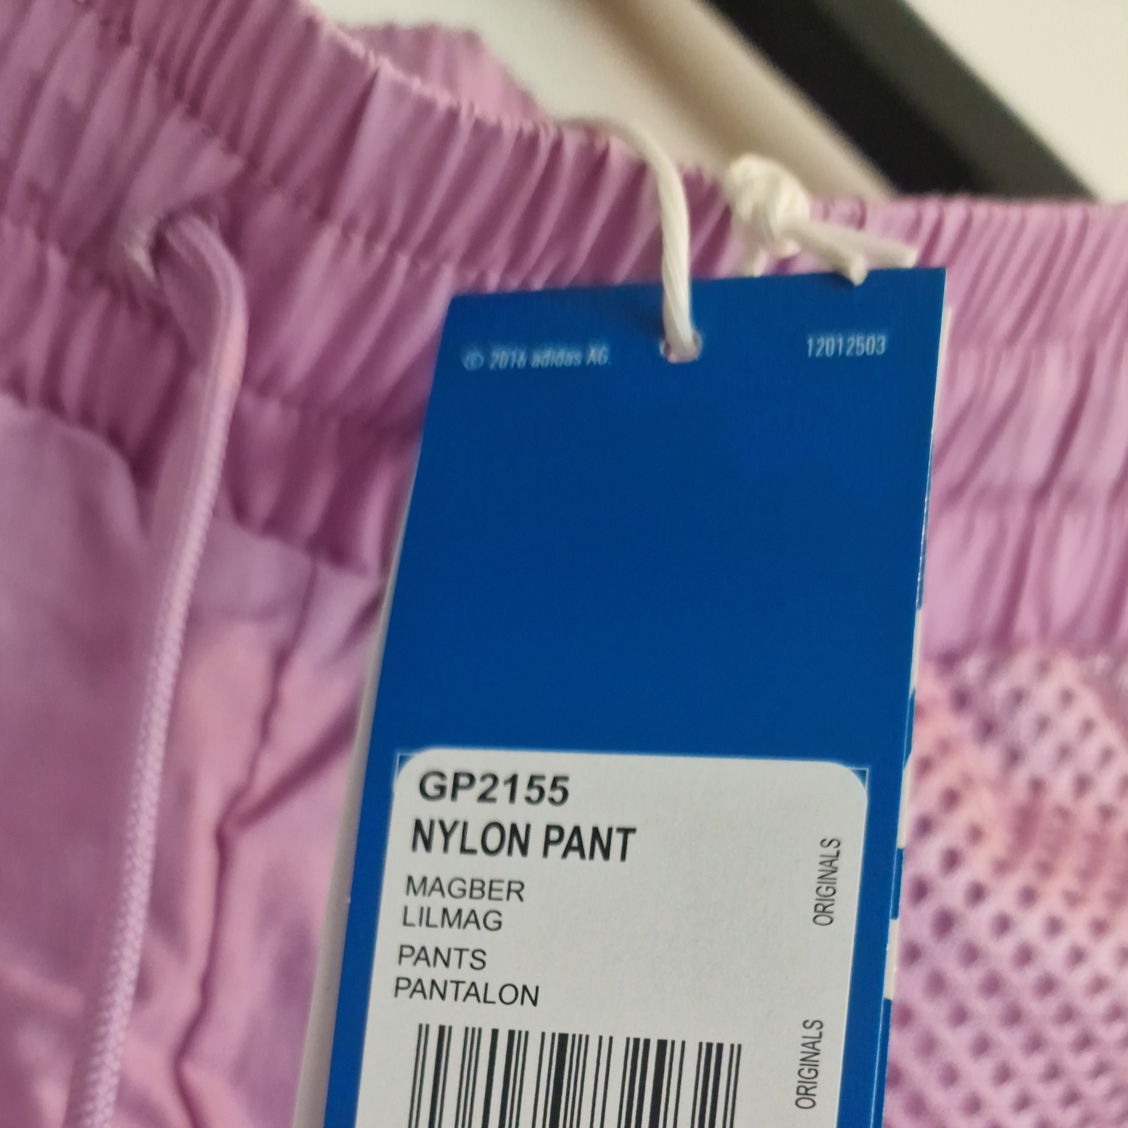 © 2016 adidas AG.
12012503
GP2155
NYLON PANT
MAGBER
LILMAG
PANTS
PANTALON
ORIGINALS
ORIGINALS